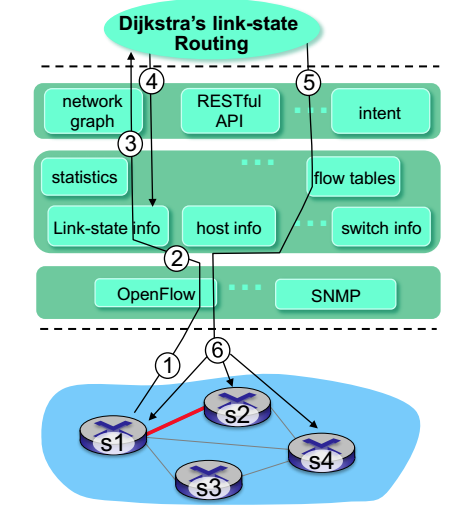 Dijkstra's link-state
Routing
4
5
network
graph
RESTful
API
intent
3
statistics
flow tables
Link-state info
host info
switch info
2
OpenFlow
SNMP
1
6
s1
s2
s3
s4